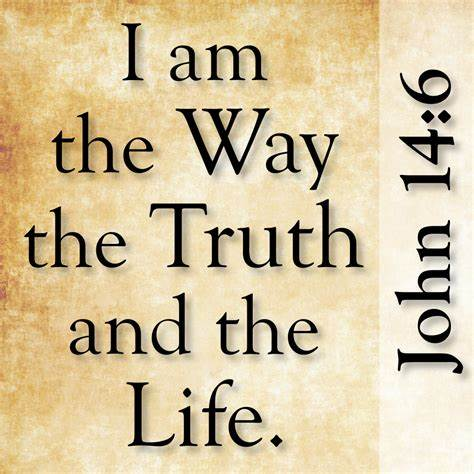 I am
the Way
the Truth
and the
Life.
John 14:6